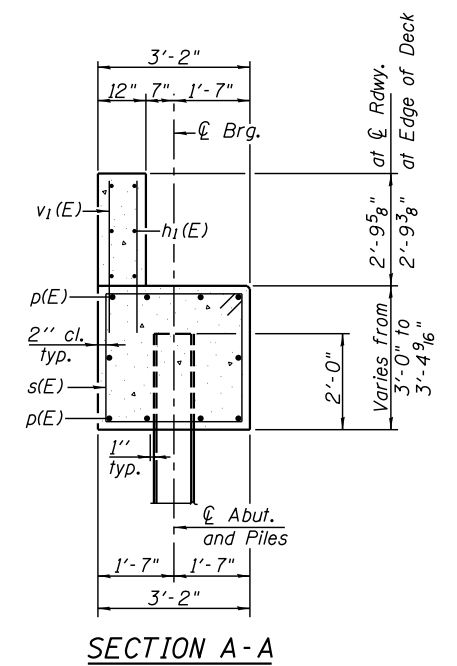 3'-2"
12" 7" 1'-7"
℄ Brg.
at ℄ Rdwy.
at Edge of Deck
2'-9 5/8"
2'-9 3/8"
v1(E)
h1(E)
p(E)
2" cl.
typ.
s(E)
p(E)
2'-0"
Varies from
3'-0" to
3'-4 9/16"
1"
typ.
℄ Abut.
and Piles
1'-7" 1'-7"
3'-2"
SECTION A-A